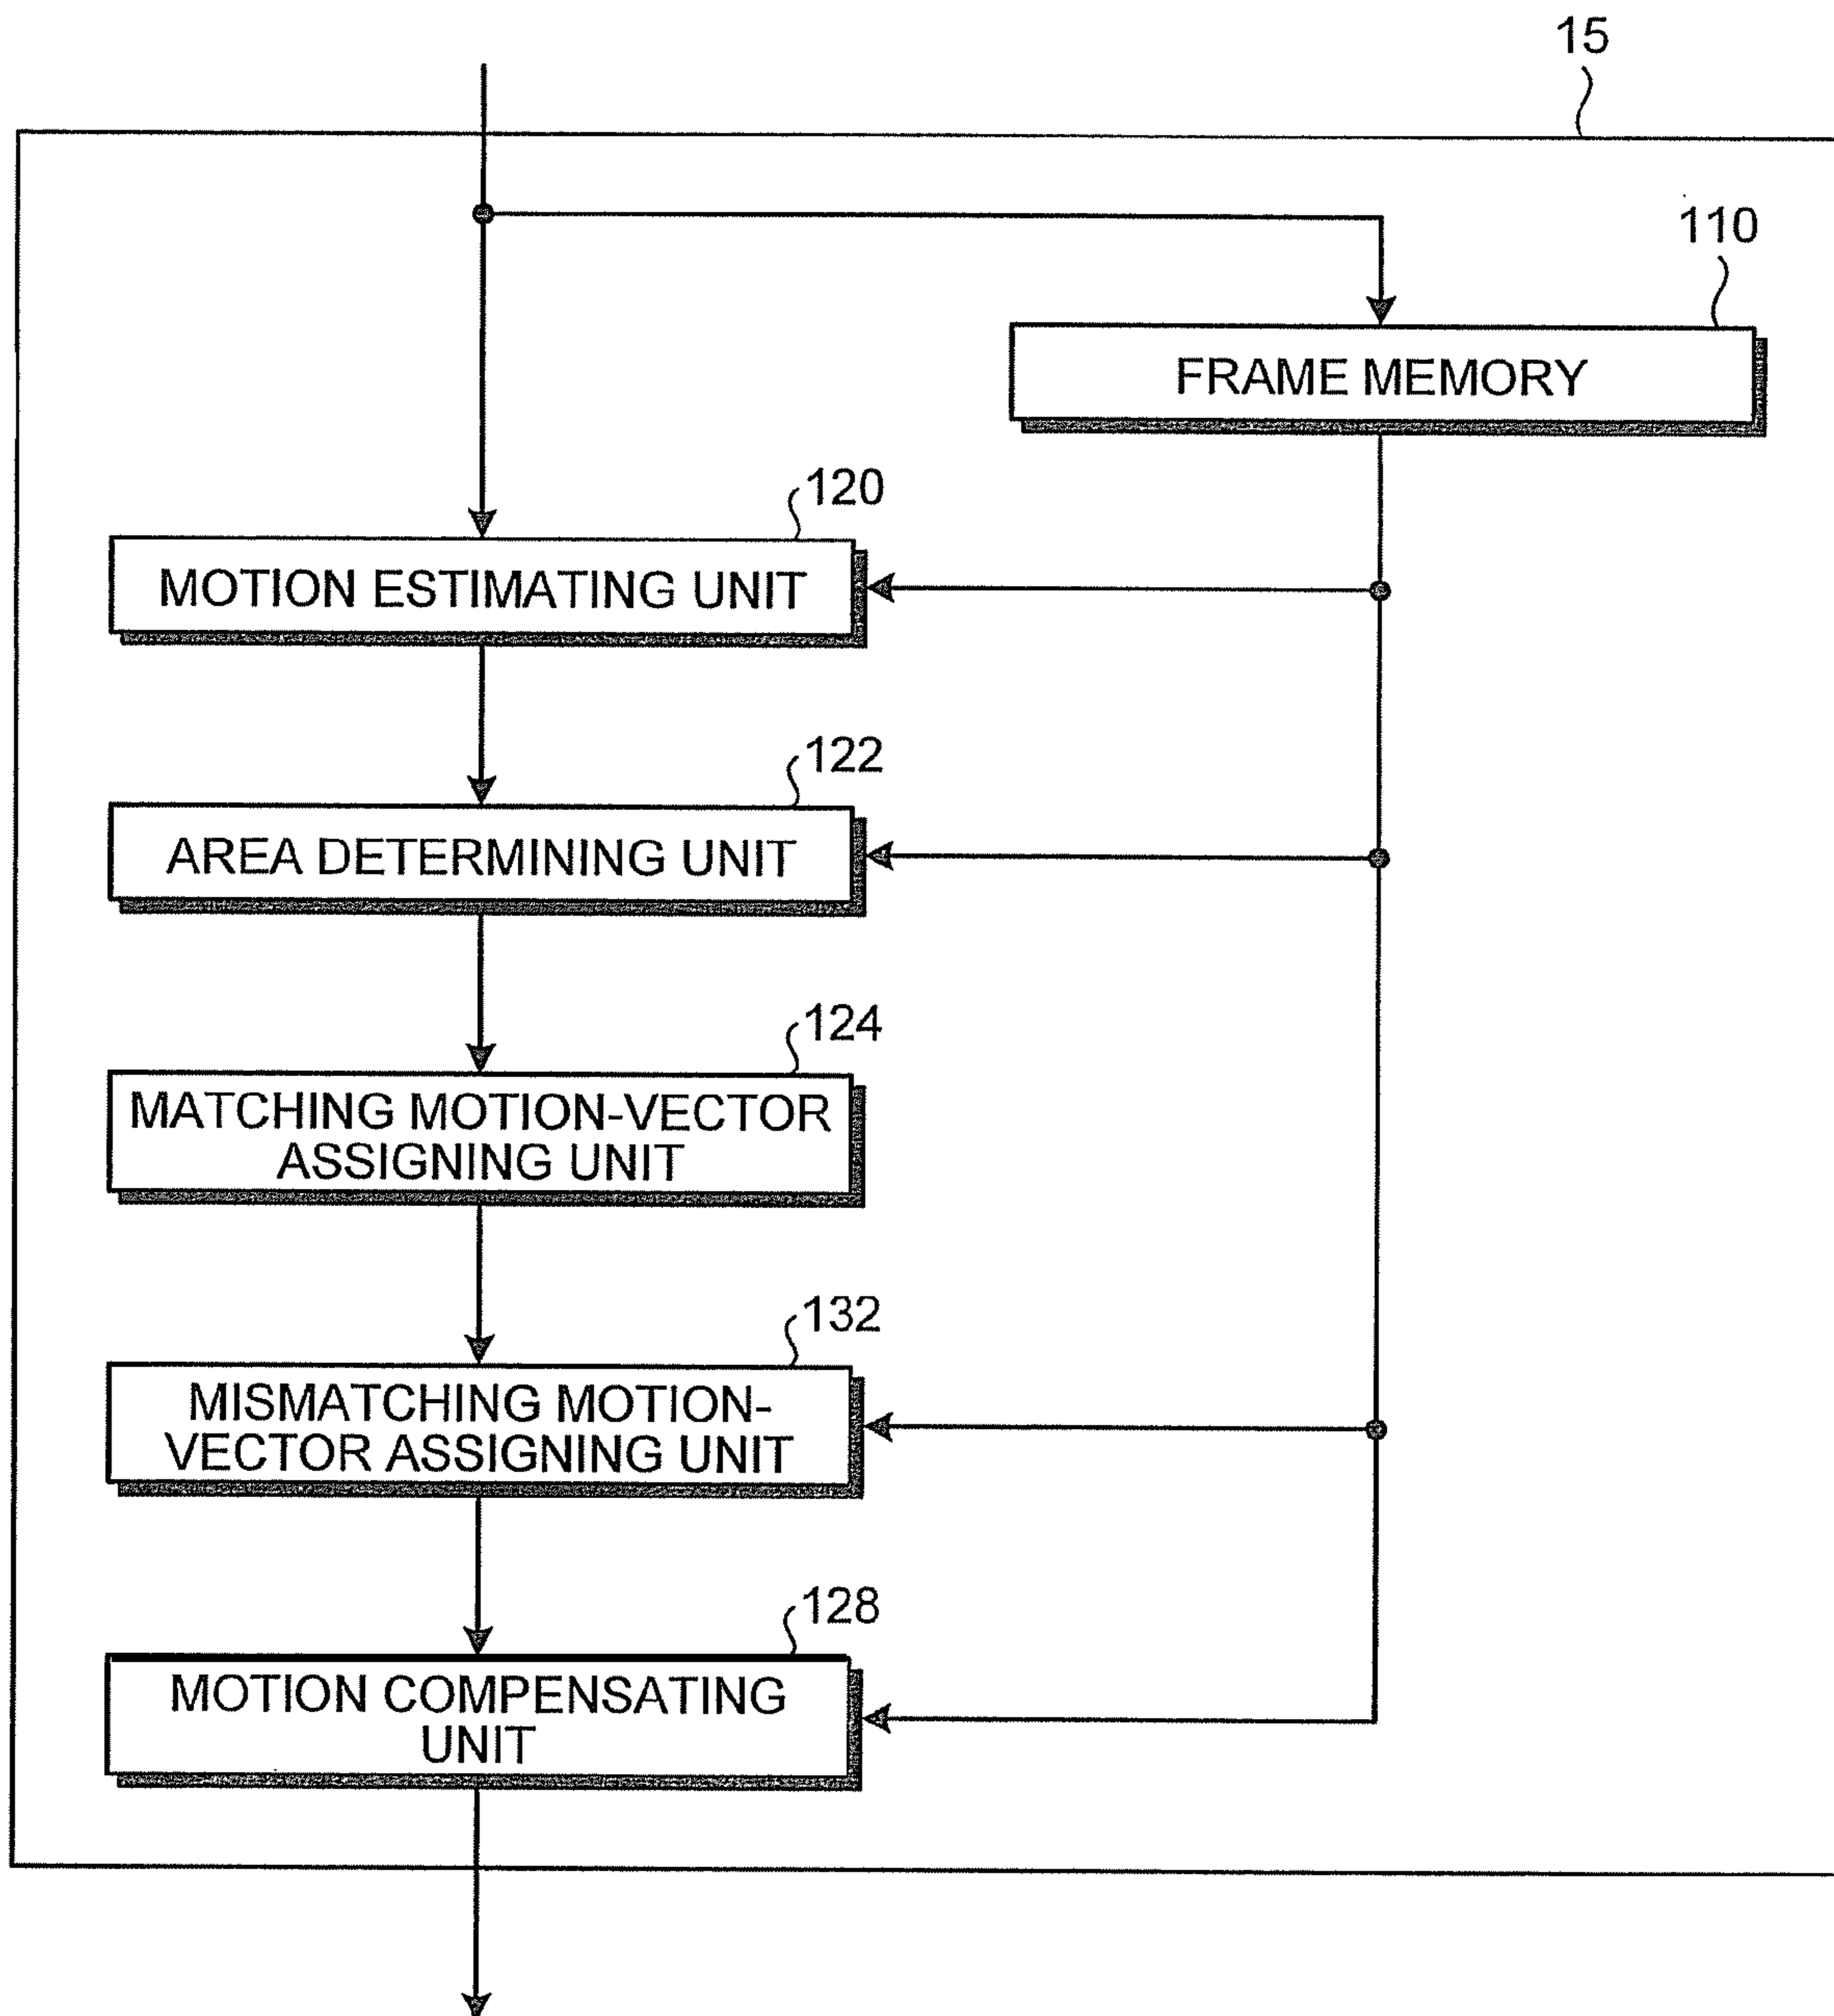 15
110
FRAME MEMORY
120
MOTION ESTIMATING UNIT
122
AREA DETERMINING UNIT
124
MATCHING MOTION-VECTOR
ASSIGNING UNIT
132
MISMATCHING MOTION-
VECTOR ASSIGNING UNIT
128
MOTION COMPENSATING
UNIT